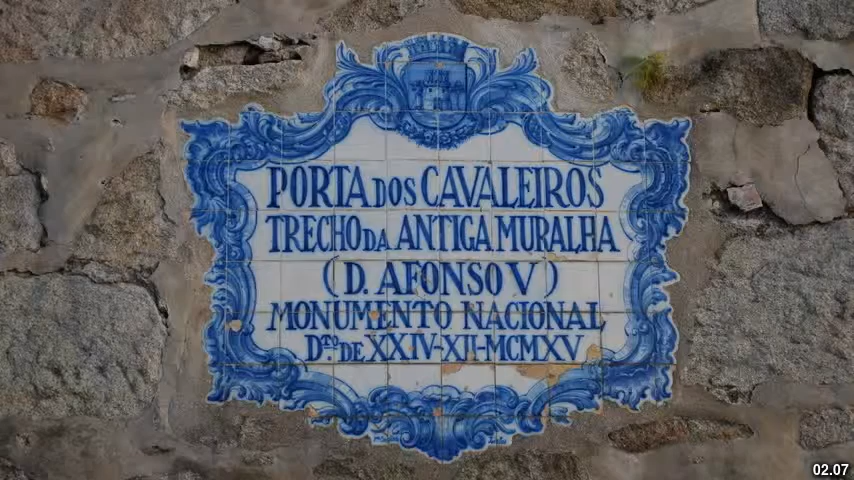 PORTA DOS CAVALEIROS
TRECHO DA ANTIGA MURALHA
(D. AFONSO V)
MONUMENTO NACIONAL
DTO DE XXIV-XII-MCMXV
02.07